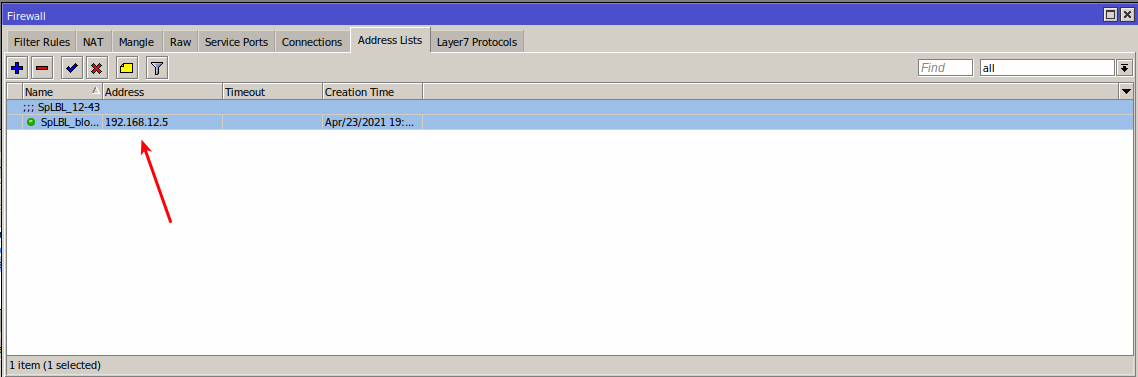 Firewall
Filter Rules NAT Mangle Raw Service Ports Connections Address Lists Layer7 Protocols
Find all
Name Address Timeout Creation Time
;;; SpLBL_12-43
SpLBL_blo... 192.168.12.5 Apr/23/2021 19:...
1 item (1 selected)